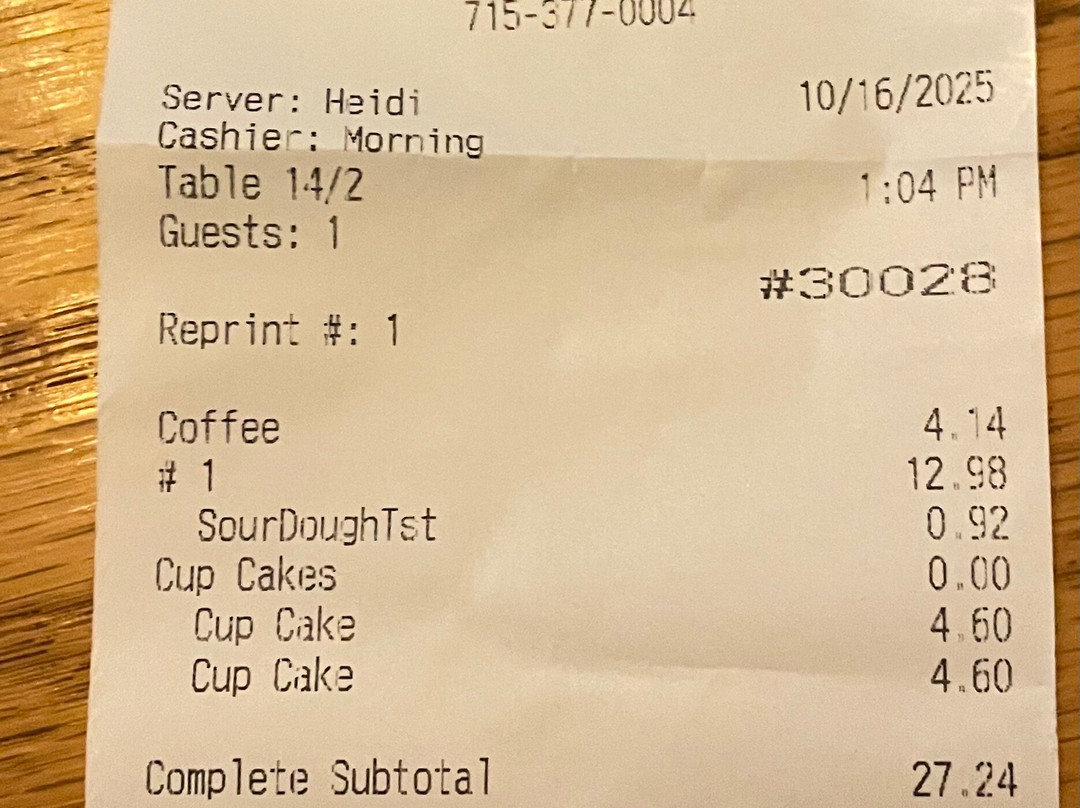 715-377-0004
Server: Heidi 10/16/2025
Cashier: Morning
Table 14/2 1:04 PM
Guests: 1
#30028
Reprint #: 1
Coffee 4.14
# 1 12.98
SourDoughTst 0.92
Cup Cakes 0.00
Cup Cake 4.60
Cup Cake 4.60
Complete Subtotal 27.24